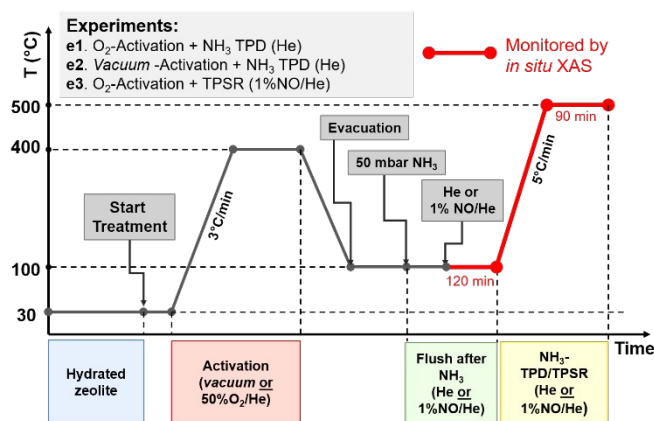 Experiments:
e1. O₂-Activation + NH₃ TPD (He)
e2. Vacuum -Activation + NH₃ TPD (He)
e3. O₂-Activation + TPSR (1%NO/He)
Monitored by
in situ XAS
T (°C)
500
400
100
30
Start
Treatment
3°C/min
Evacuation
50 mbar NH₃
He or
1% NO/He
120 min
5°C/min
90 min
Time
Hydrated
zeolite
Activation
(vacuum or
50%O₂/He)
Flush after
NH₃
(He or
1%NO/He)
NH₃-
TPD/TPSR
(He or
1%NO/He)